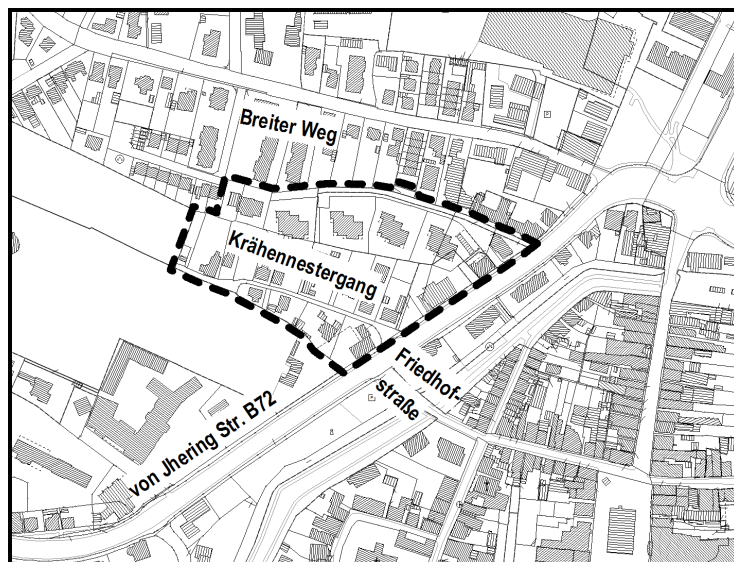 Breiter Weg
Krähennestergang
Friedhof-
straße
von Jhering Str. B72